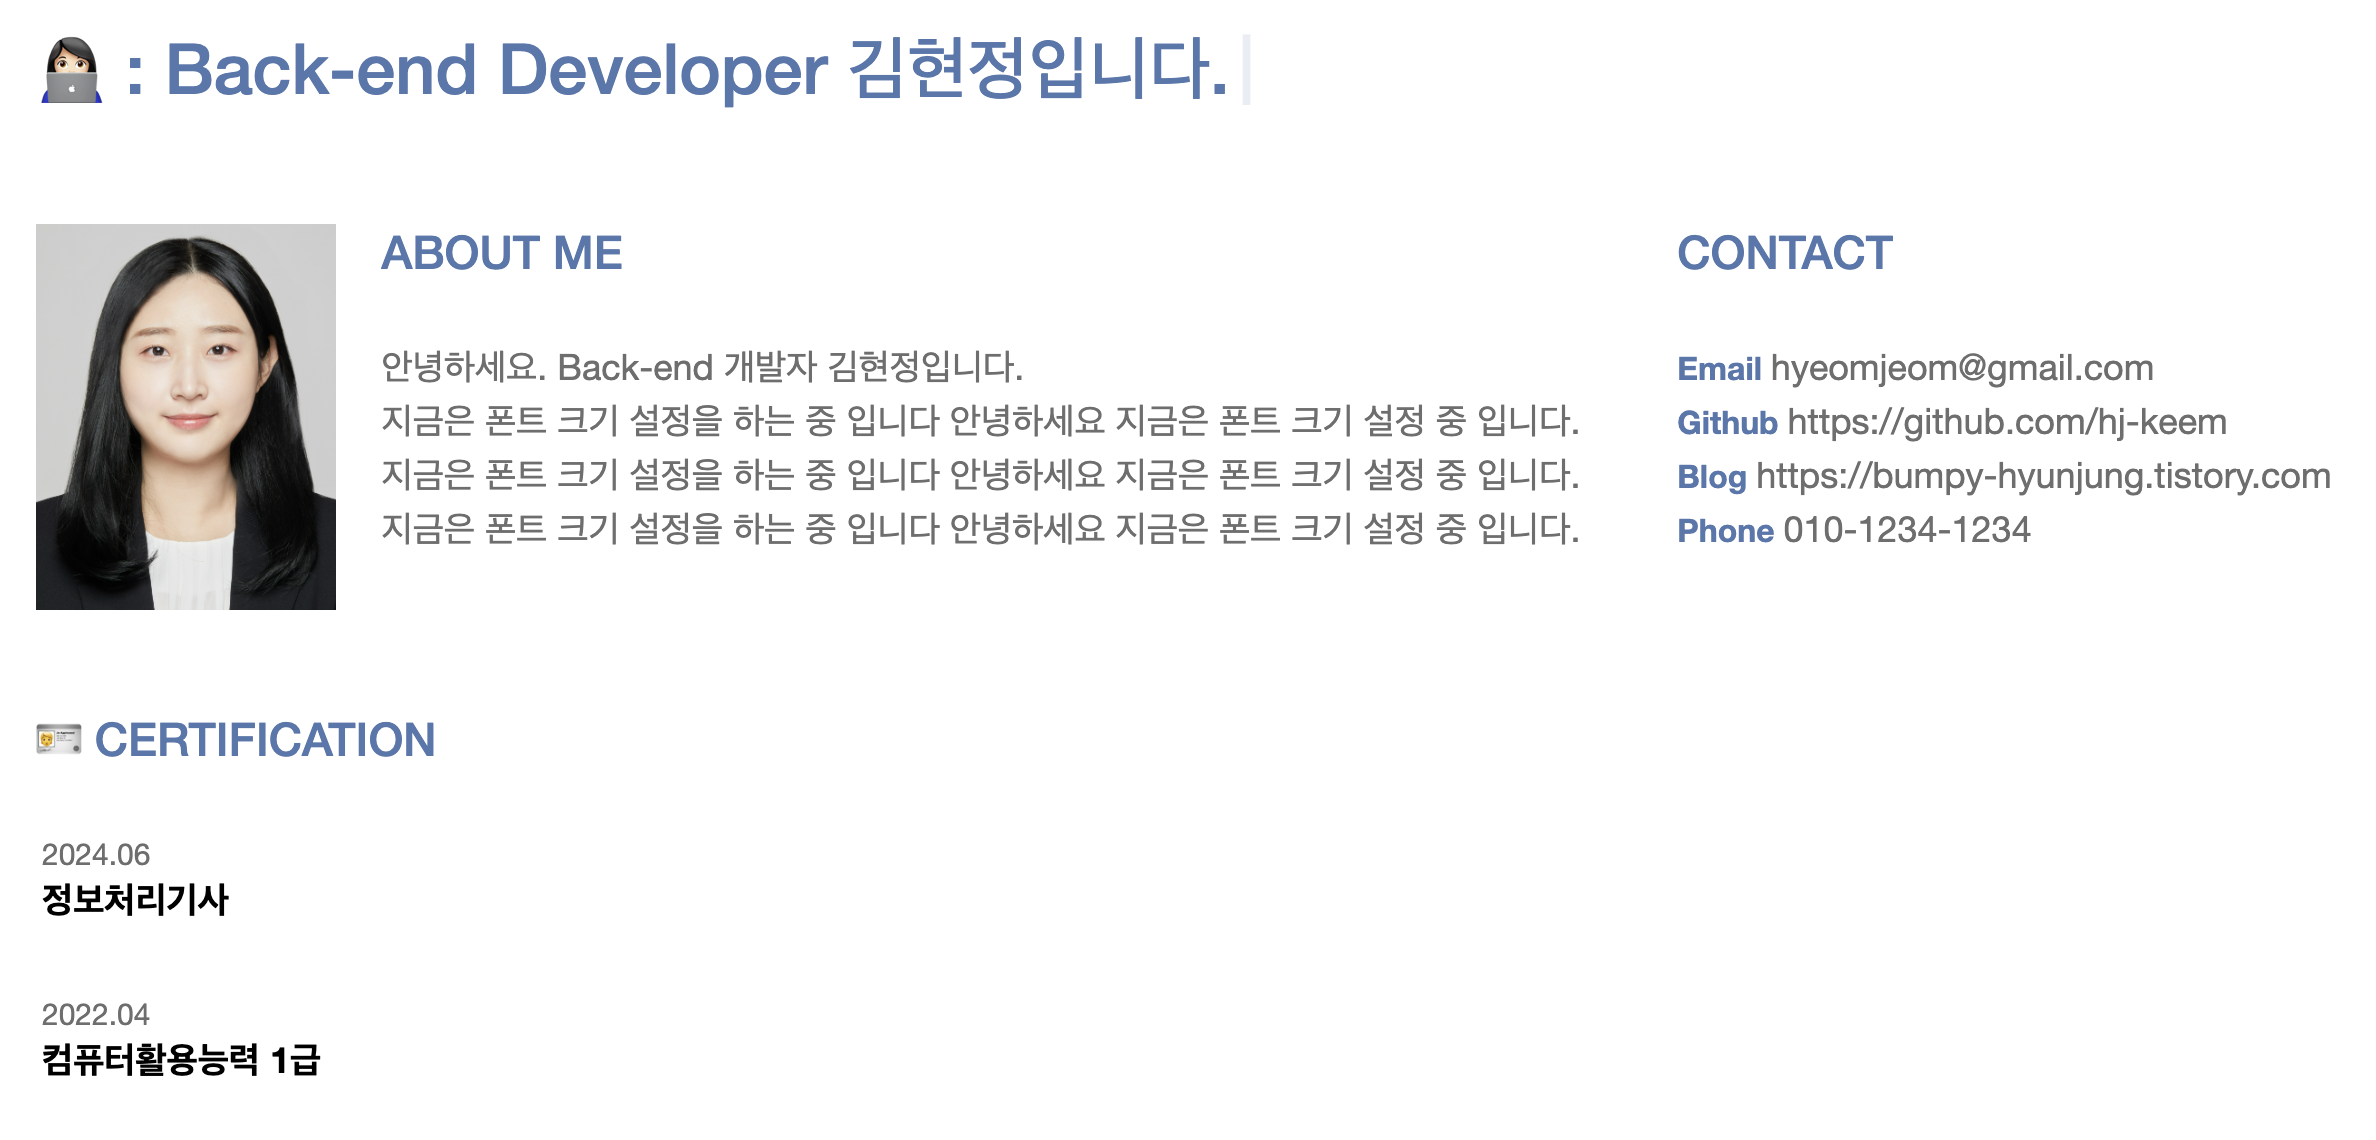 : Back-end Developer 김현정입니다.
ABOUT ME
안녕하세요. Back-end 개발자 김현정입니다.
지금은 폰트 크기 설정을 하는 중 입니다 안녕하세요 지금은 폰트 크기 설정 중 입니다.
지금은 폰트 크기 설정을 하는 중 입니다 안녕하세요 지금은 폰트 크기 설정 중 입니다.
지금은 폰트 크기 설정을 하는 중 입니다 안녕하세요 지금은 폰트 크기 설정 중 입니다.
CONTACT
Email hyeomjeom@gmail.com
Github https://github.com/hj-keem
Blog https://bumpy-hyunjung.tistory.com
Phone 010-1234-1234
CERTIFICATION
2024.06
정보처리기사
2022.04
컴퓨터활용능력 1급